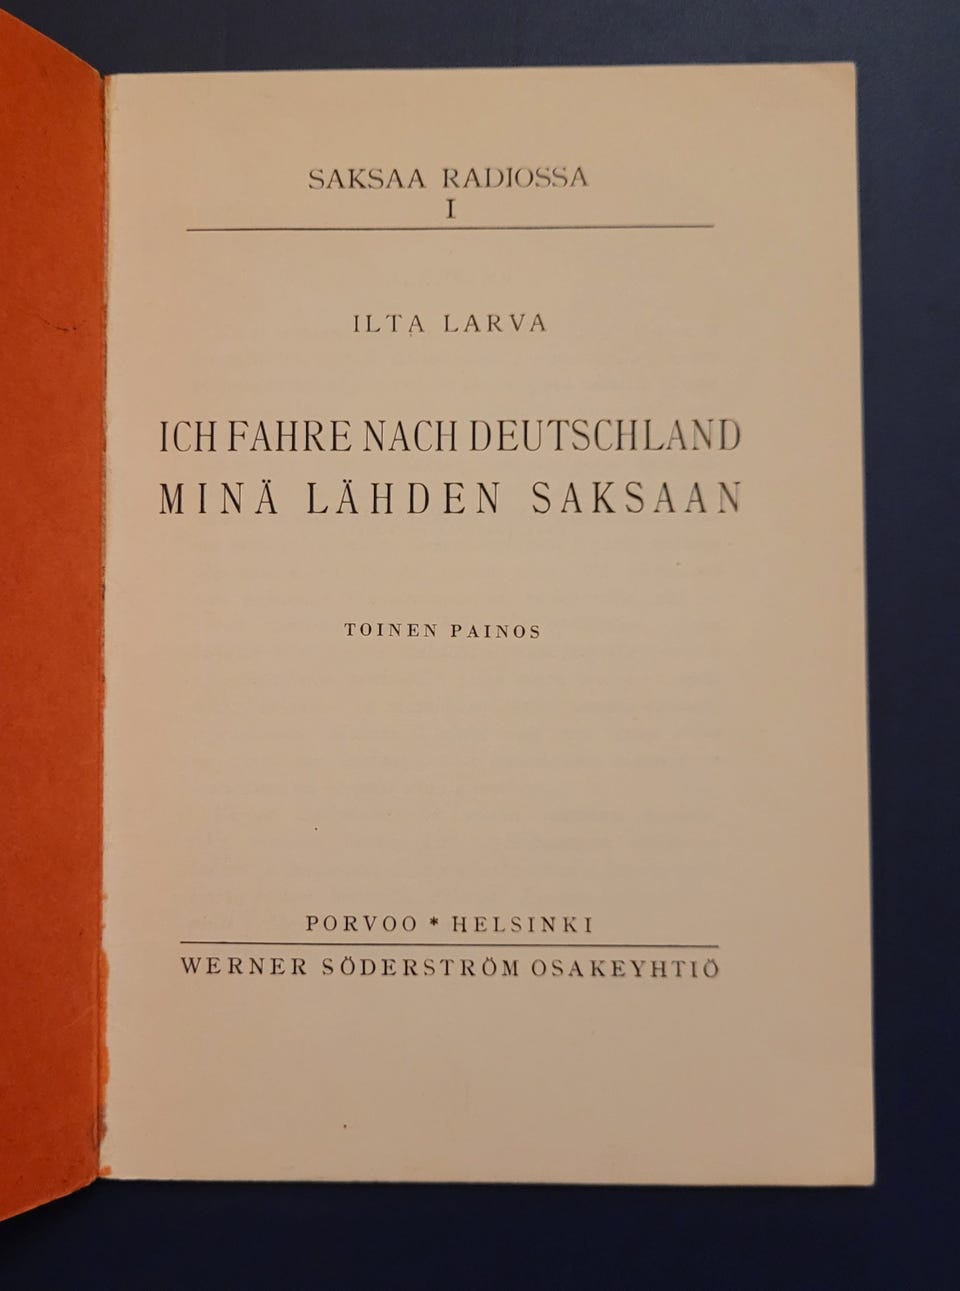 SAKSAA RADIOSSA
I
ILTA LARVA
ICH FAHRE NACH DEUTSCHLAND
MINÄ LÄHDEN SAKSAAN
TOINEN PAINOS
PORVOO * HELSINKI
WERNER SÖDERSTRÖM OSAKEYHTIÖ